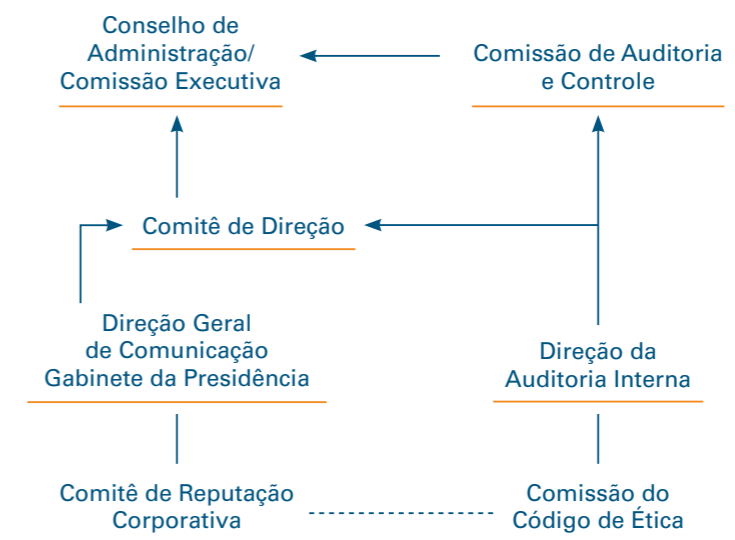 Conselho de
Administração/
Comissão Executiva
Comissão de Auditoria
e Controle
Comitê de Direção
Direção Geral
de Comunicação
Gabinete da Presidência
Direção da
Auditoria Interna
Comitê de Reputação
Corporativa
Comissão do
Código de Ética